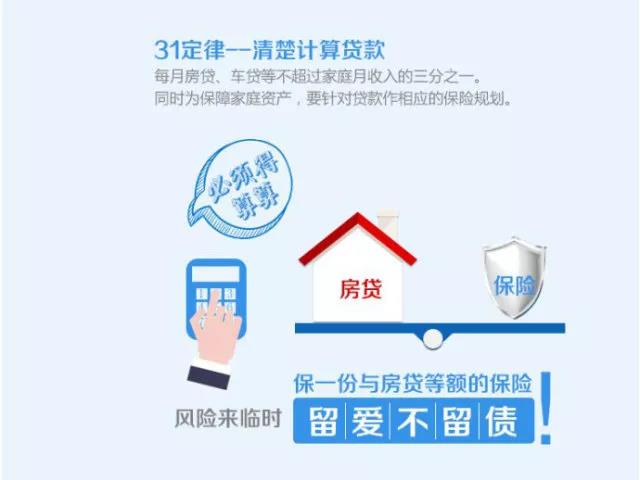 31定律--清楚计算贷款
每月房贷、车贷等不超过家庭月收入的三分之一。
同时为保障家庭资产，要针对贷款作相应的保险规划。
必须得
算算
房贷
保险
保一份与房贷等额的保险
风险来临时
留爱不留债！